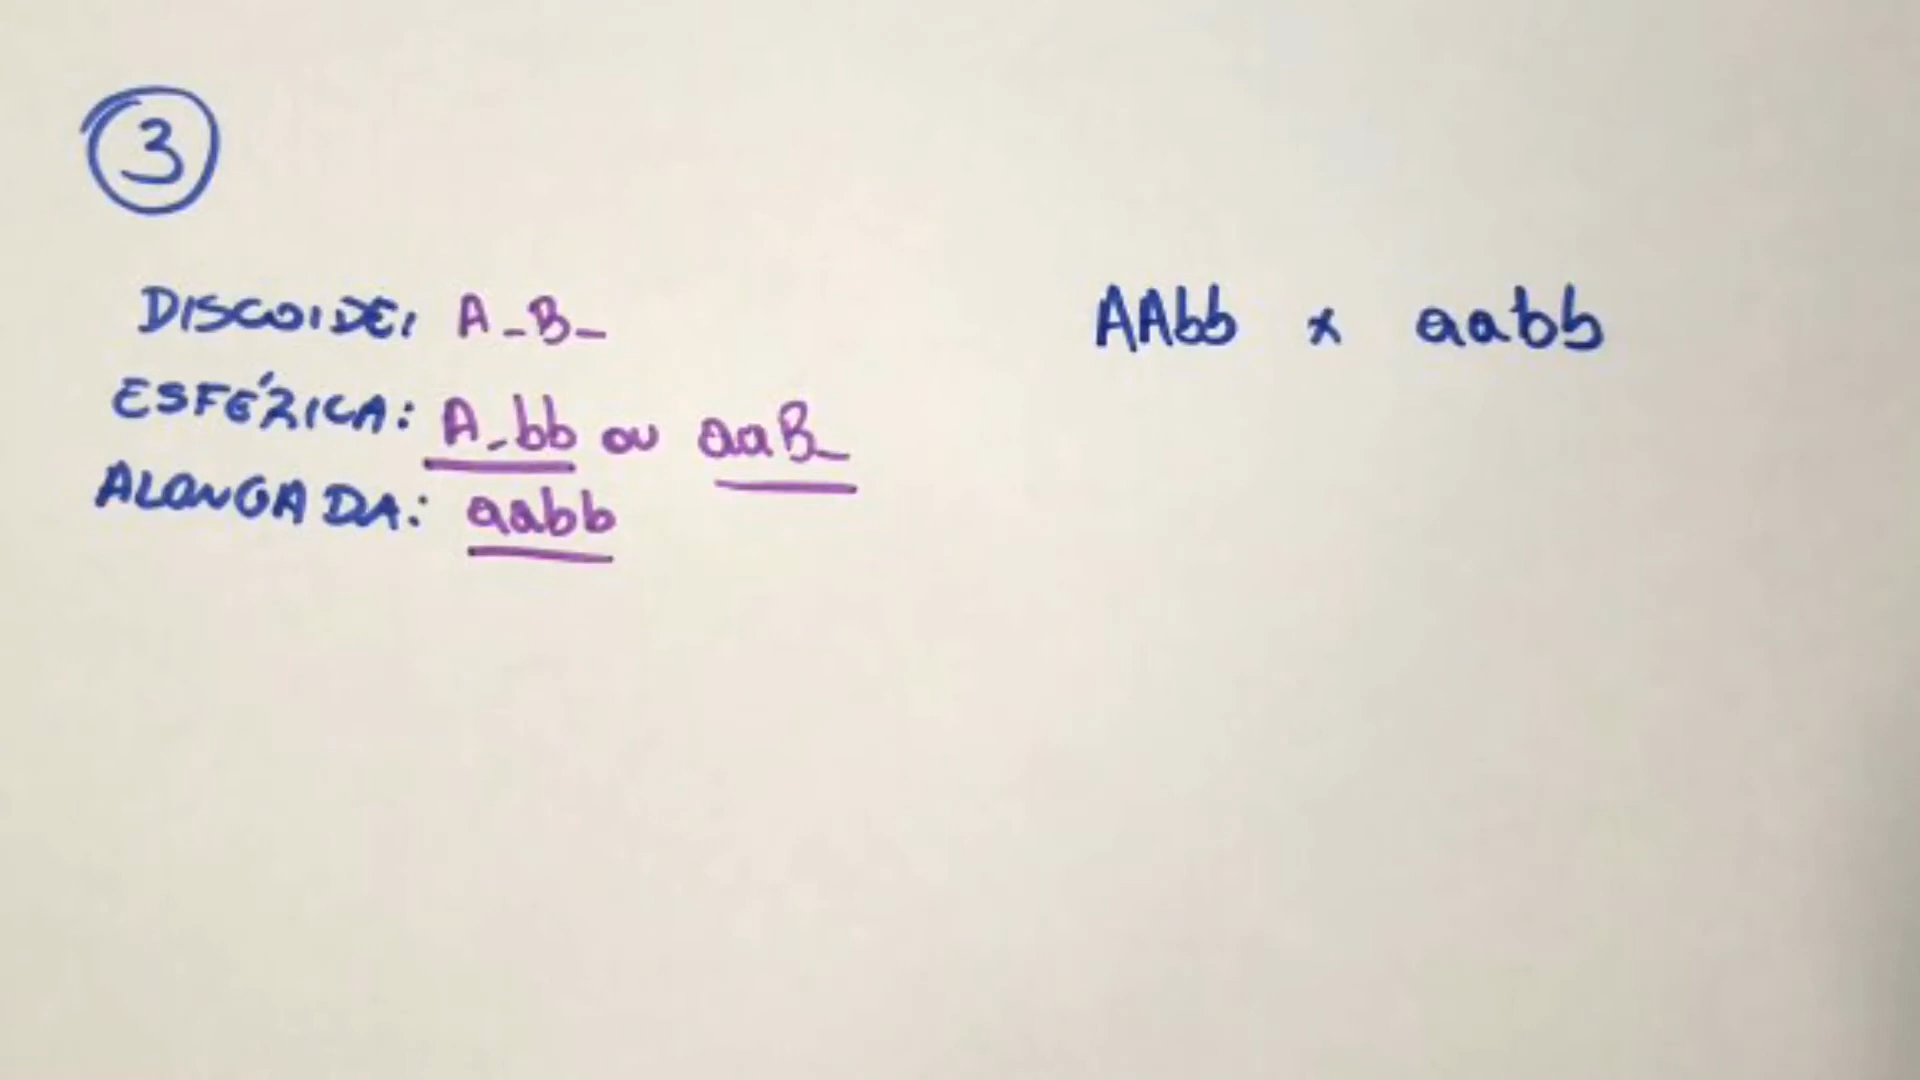 3
DISCOIDE: A_B_
AAbb x aabb
ESFÉRICA: A_bb ou aaB_
ALONGADA: aabb